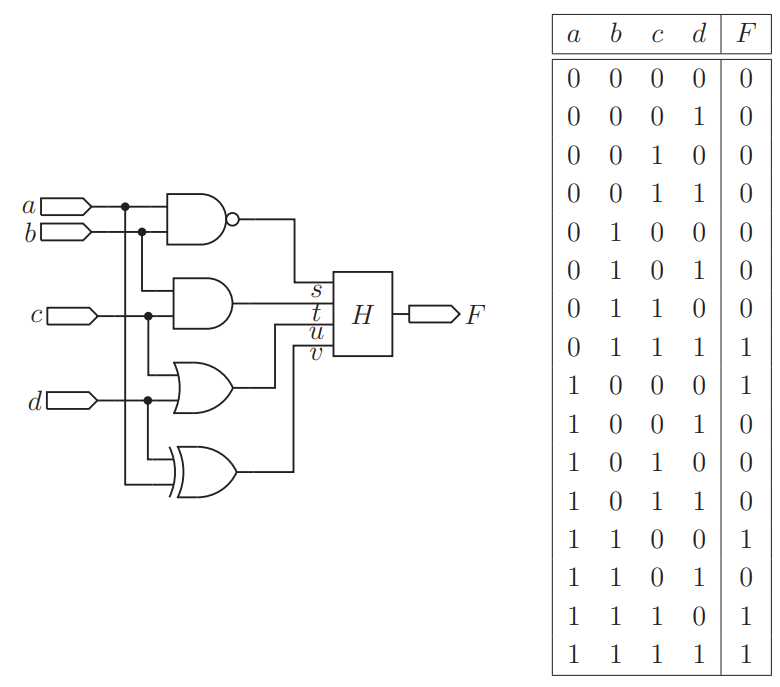 a
b
c
d
s
t
u
v
H
F
a b c d F
0 0 0 0 0
0 0 0 1 0
0 0 1 0 0
0 0 1 1 0
0 1 0 0 0
0 1 0 1 0
0 1 1 0 0
0 1 1 1 1
1 0 0 0 1
1 0 0 1 0
1 0 1 0 0
1 0 1 1 0
1 1 0 0 1
1 1 0 1 0
1 1 1 0 1
1 1 1 1 1